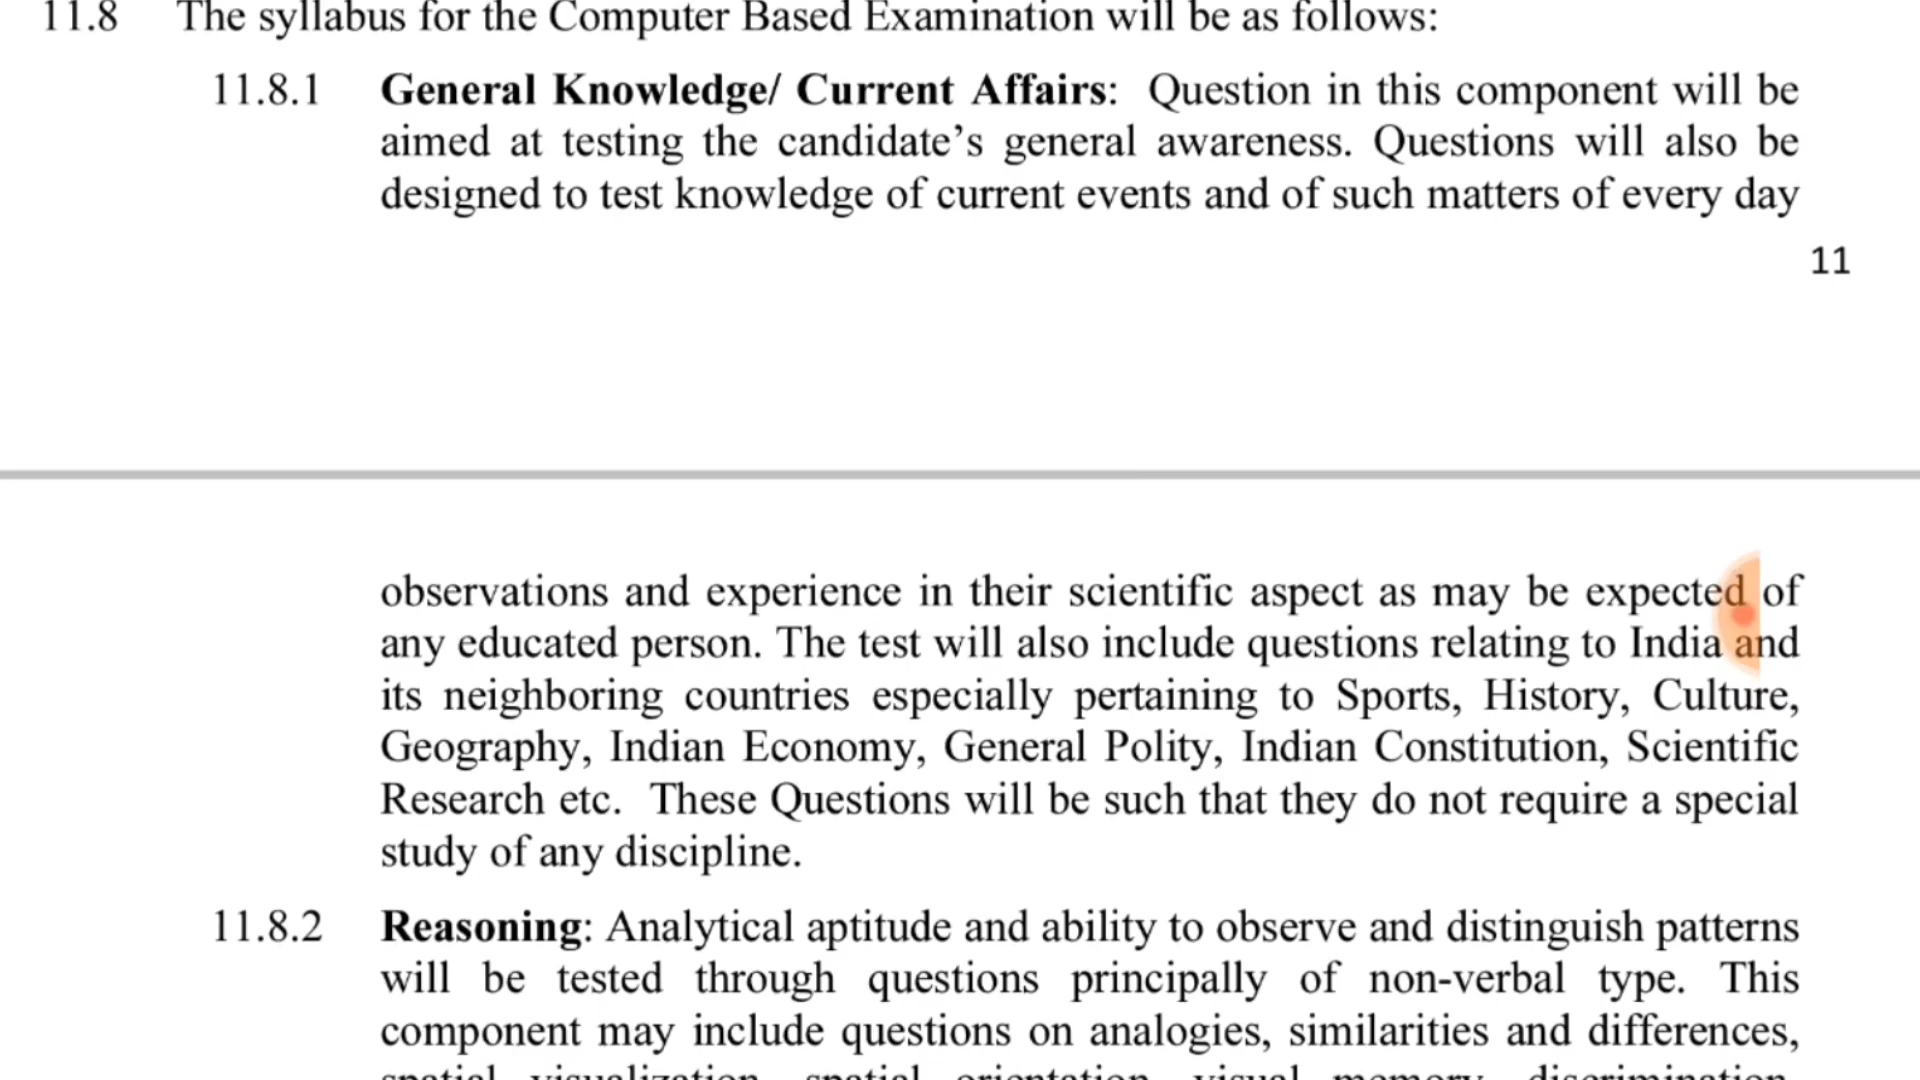 11.8 The syllabus for the Computer Based Examination will be as follows:
11.8.1 General Knowledge/ Current Affairs: Question in this component will be
aimed at testing the candidate’s general awareness. Questions will also be
designed to test knowledge of current events and of such matters of every day
11
observations and experience in their scientific aspect as may be expected of
any educated person. The test will also include questions relating to India and
its neighboring countries especially pertaining to Sports, History, Culture,
Geography, Indian Economy, General Polity, Indian Constitution, Scientific
Research etc. These Questions will be such that they do not require a special
study of any discipline.
11.8.2 Reasoning: Analytical aptitude and ability to observe and distinguish patterns
will be tested through questions principally of non-verbal type. This
component may include questions on analogies, similarities and differences,
spatial visualization, spatial orientation, visual memory, discrimination,